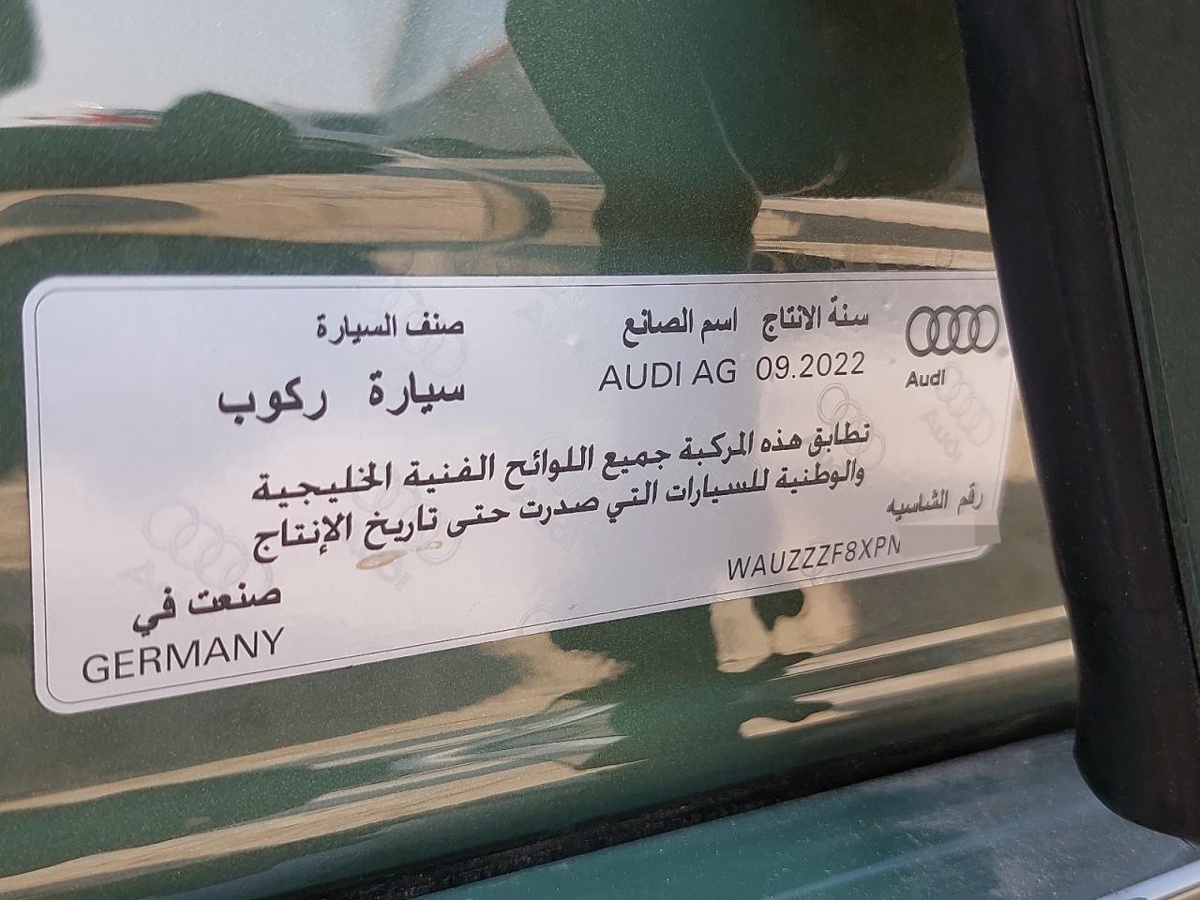 سنة الانتاج اسم الصانع صنف السيارة
AUDI AG 09.2022
Audi
سيارة ركوب
تطابق هذه المركبة جميع اللوائح الفنية الخليجية
والوطنية للسيارات التي صدرت حتى تاريخ الإنتاج
رقم الشاسيه
WAUZZZF8XPN
صنعت في
GERMANY